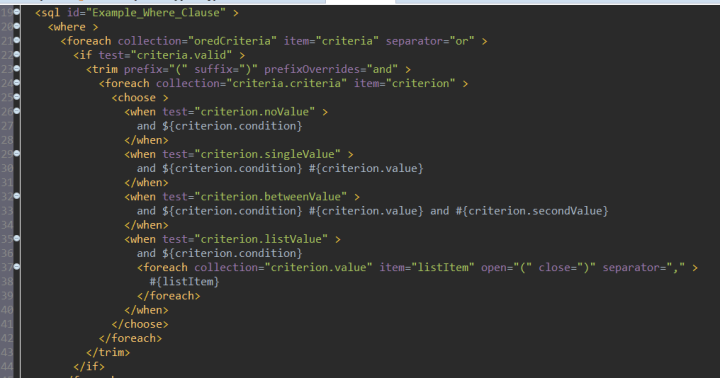 19 <sql id="Example_Where_Clause" >
20 <where >
21 <foreach collection="oredCriteria" item="criteria" separator="or" >
22 <if test="criteria.valid" >
23 <trim prefix="(" suffix=")" prefixOverrides="and" >
24 <foreach collection="criteria.criteria" item="criterion" >
25 <choose >
26 <when test="criterion.noValue" >
27 and ${criterion.condition}
28 </when>
29 <when test="criterion.singleValue" >
30 and ${criterion.condition} #{criterion.value}
31 </when>
32 <when test="criterion.betweenValue" >
33 and ${criterion.condition} #{criterion.value} and #{criterion.secondValue}
34 </when>
35 <when test="criterion.listValue" >
36 and ${criterion.condition}
37 <foreach collection="criterion.value" item="listItem" open="(" close=")" separator="," >
38 #{listItem}
39 </foreach>
40 </when>
41 </choose>
42 </foreach>
43 </trim>
44 </if>